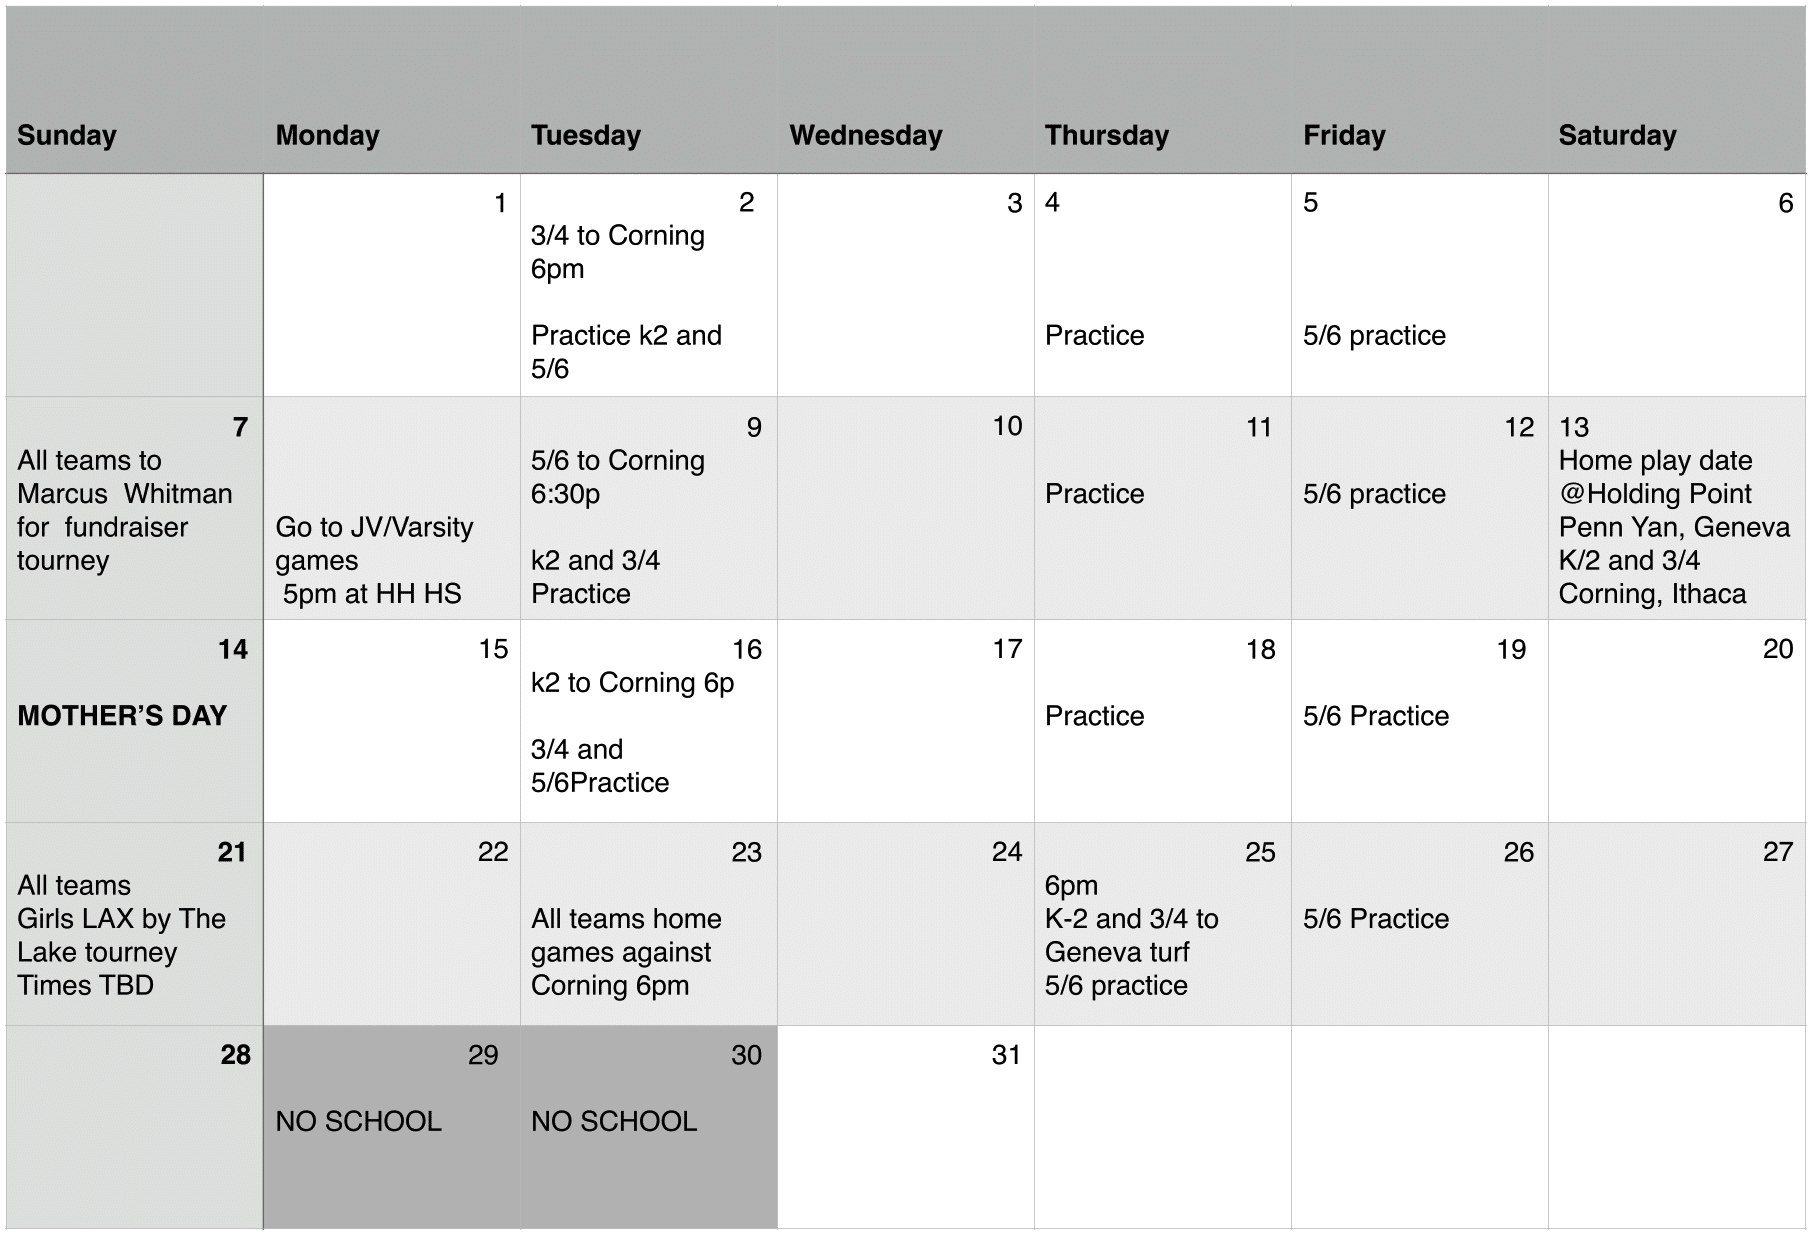 Sunday Monday Tuesday Wednesday Thursday Friday Saturday
1
2
3/4 to Corning
6pm
Practice k2 and
5/6
3
4
Practice
5
5/6 practice
6
7
All teams to
Marcus  Whitman
for  fundraiser
tourney
Go to JV/Varsity
games
5pm at HH HS
9
5/6 to Corning
6:30p
k2 and 3/4
Practice
10
11
Practice
12
5/6 practice
13
Home play date
@Holding Point
Penn Yan, Geneva
K/2 and 3/4
Corning, Ithaca
14
MOTHER’S DAY
15
16
k2 to Corning 6p
3/4 and
5/6Practice
17
18
Practice
19
5/6 Practice
20
21
All teams
Girls LAX by The
Lake tourney
Times TBD
22
23
All teams home
games against
Corning 6pm
24
25
6pm
K-2 and 3/4 to
Geneva turf
5/6 practice
26
5/6 Practice
27
28
29
NO SCHOOL
30
NO SCHOOL
31